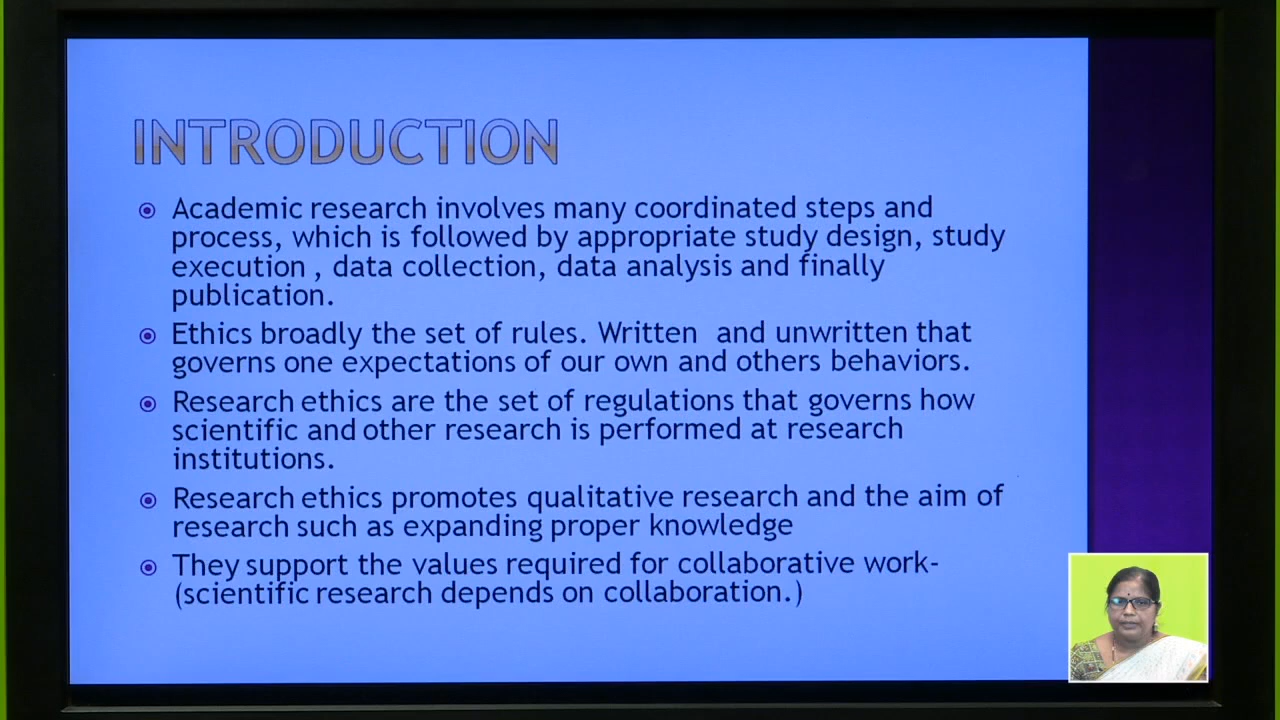 INTRODUCTION
Academic research involves many coordinated steps and
process, which is followed by appropriate study design, study
execution , data collection, data analysis and finally
publication.
Ethics broadly the set of rules. Written  and unwritten that
governs one expectations of our own and others behaviors.
Research ethics are the set of regulations that governs how
scientific and other research is performed at research
institutions.
Research ethics promotes qualitative research and the aim of
research such as expanding proper knowledge
They support the values required for collaborative work-
(scientific research depends on collaboration.)